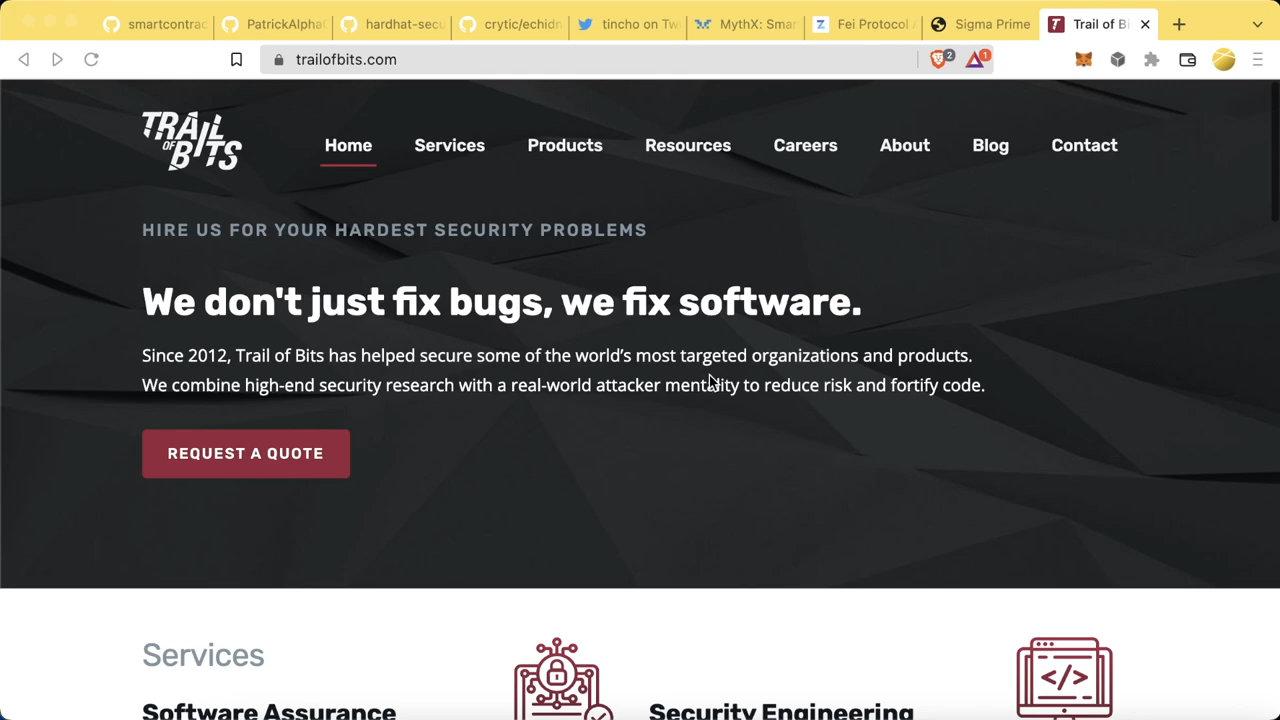 smartcontrac
PatrickAlpha
hardhat-secu
crytic/echidn
tincho on Tw
MythX: Smar
Fei Protocol
Sigma Prime
Trail of Bi
trailofbits.com
2
1
TRAIL OF BITS
Home
Services
Products
Resources
Careers
About
Blog
Contact
HIRE US FOR YOUR HARDEST SECURITY PROBLEMS
We don't just fix bugs, we fix software.
Since 2012, Trail of Bits has helped secure some of the world's most targeted organizations and products.
We combine high-end security research with a real-world attacker mentality to reduce risk and fortify code.
REQUEST A QUOTE
Services
Software Assurance
Security Engineering